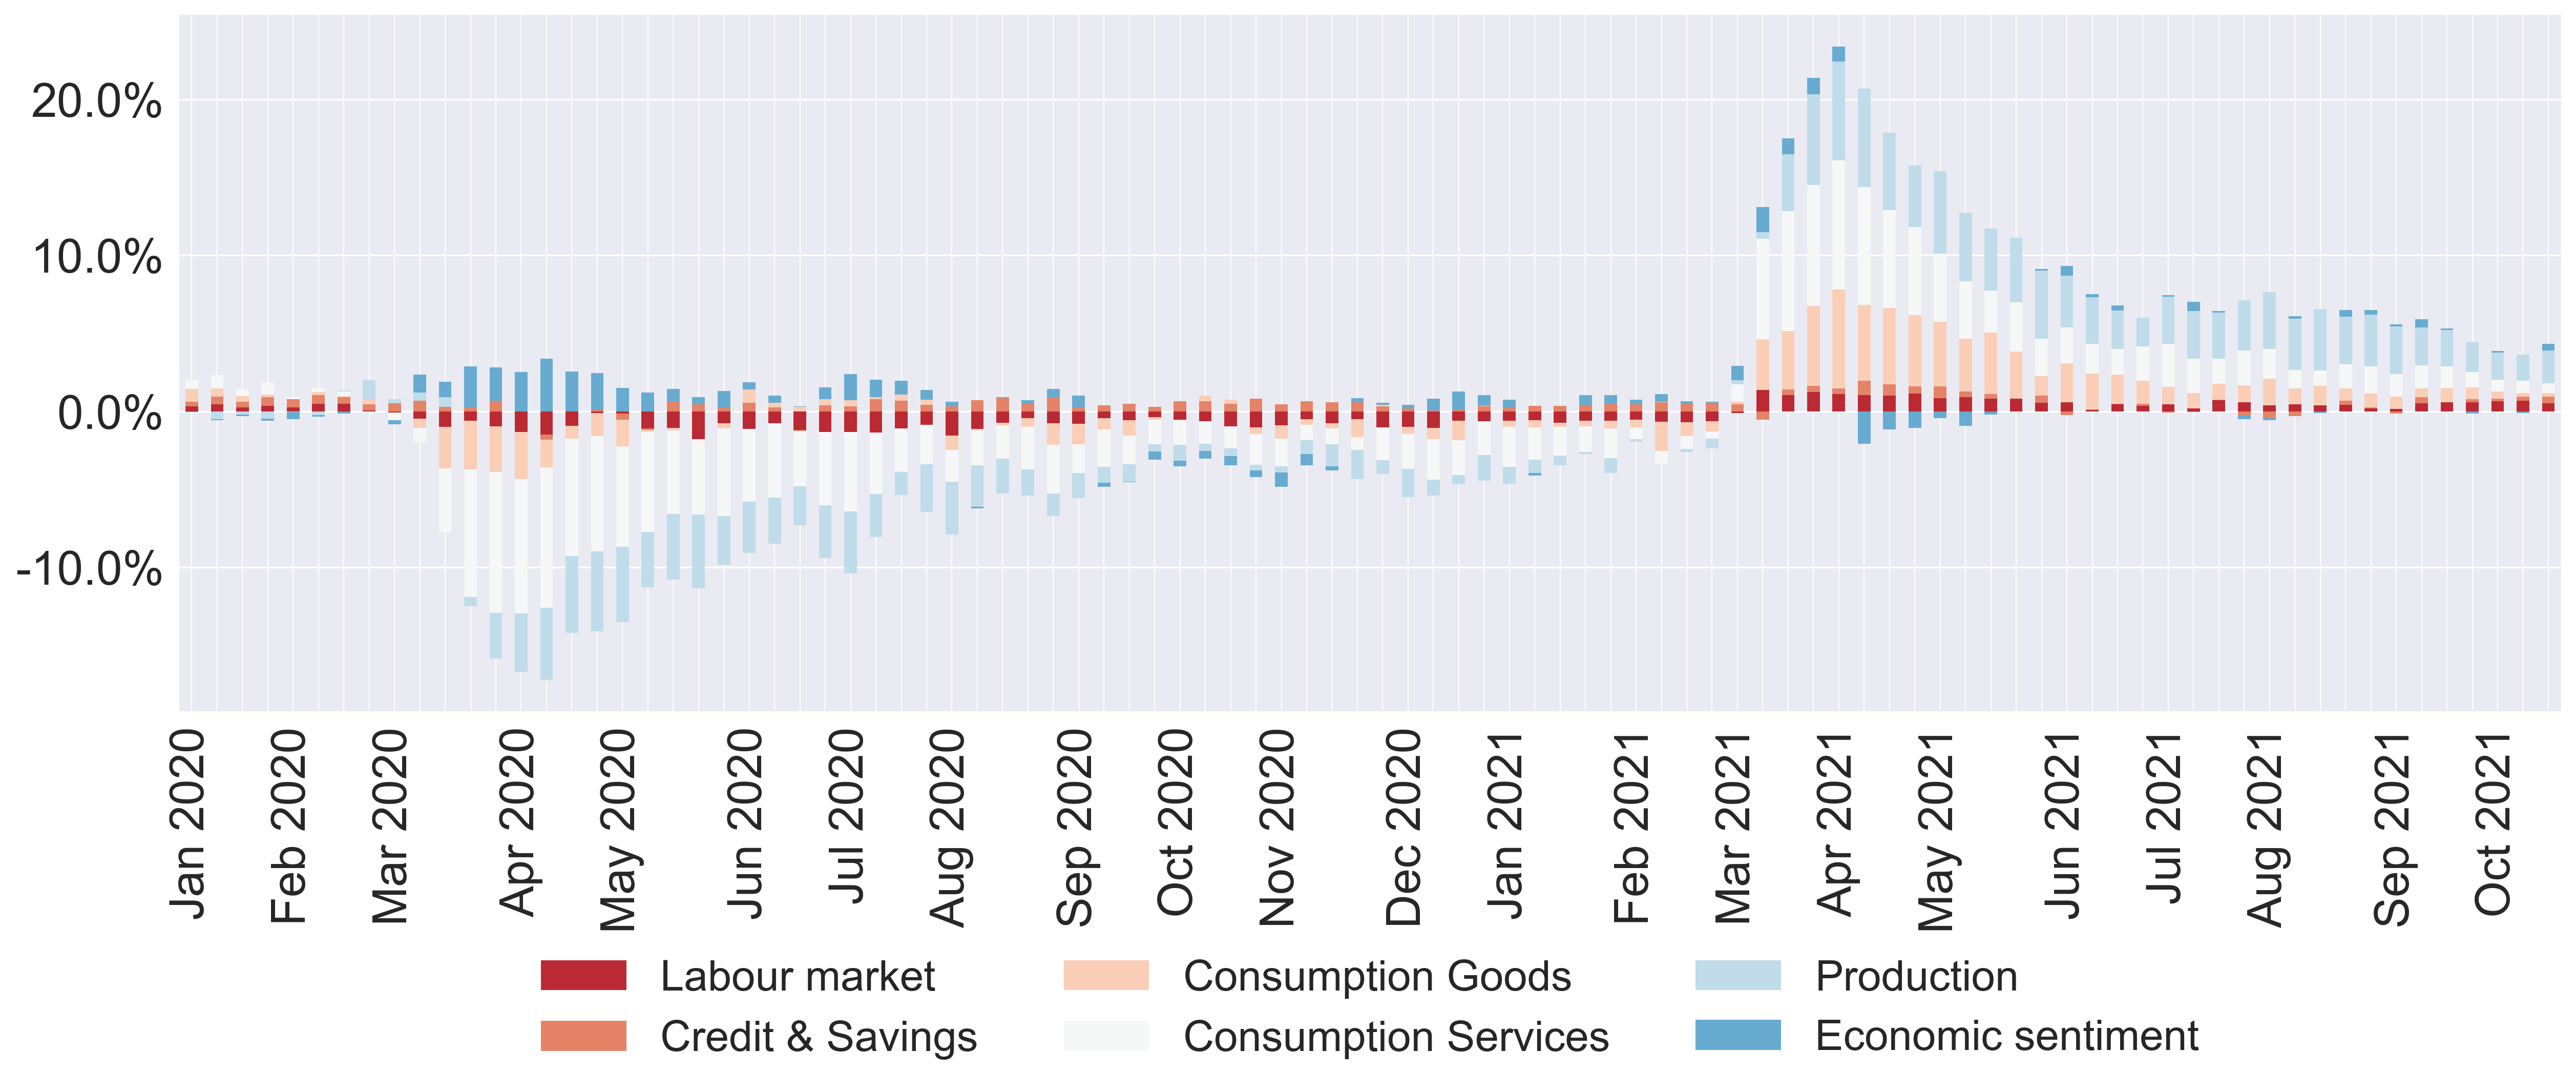 20.0%
10.0%
0.0%
-10.0%
Jan 2020
Feb 2020
Mar 2020
Apr 2020
May 2020
Jun 2020
Jul 2020
Aug 2020
Sep 2020
Oct 2020
Nov 2020
Dec 2020
Jan 2021
Feb 2021
Mar 2021
Apr 2021
May 2021
Jun 2021
Jul 2021
Aug 2021
Sep 2021
Oct 2021
Labour market
Consumption Goods
Production
Credit & Savings
Consumption Services
Economic sentiment